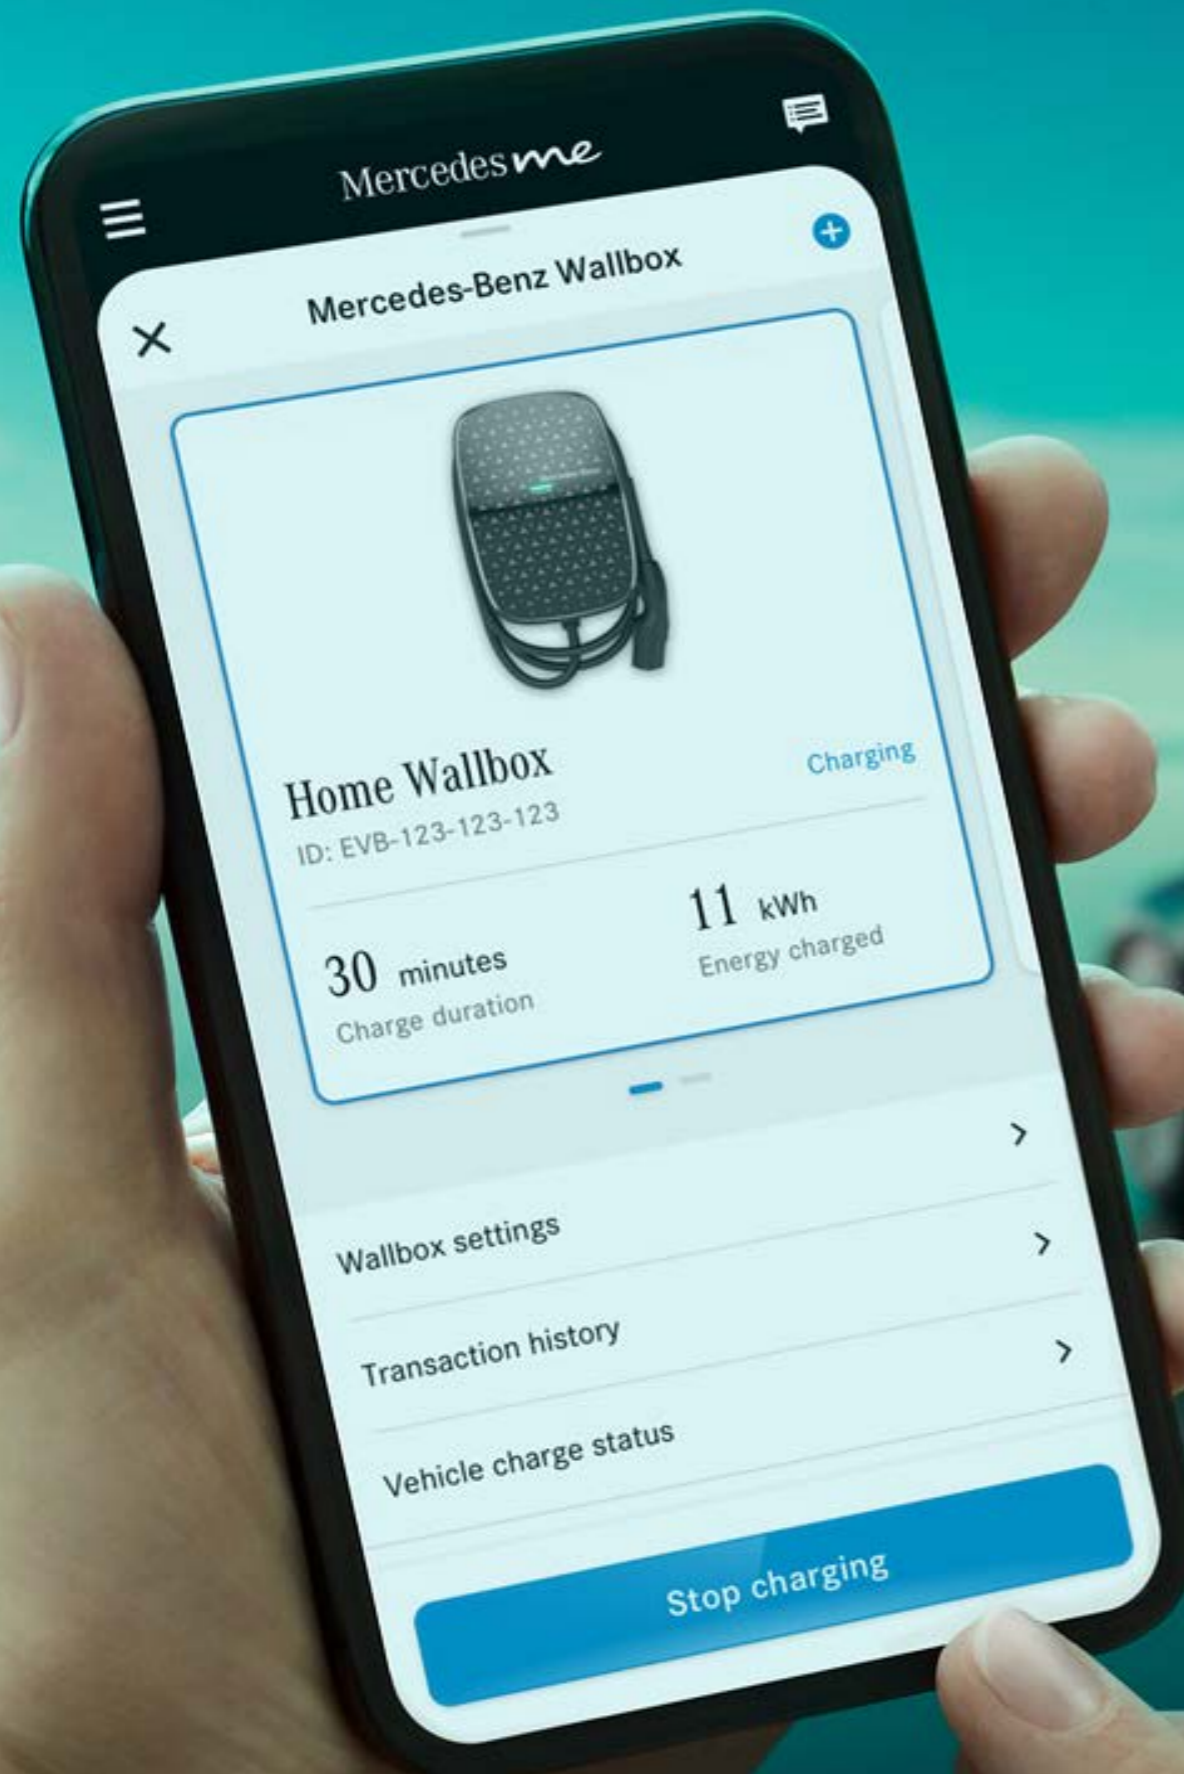 Mercedes me
Mercedes-Benz Wallbox
Home Wallbox
Charging
ID: EVB-123-123-123
30 minutes
Charge duration
11 kWh
Energy charged
Wallbox settings
Transaction history
Vehicle charge status
Stop charging